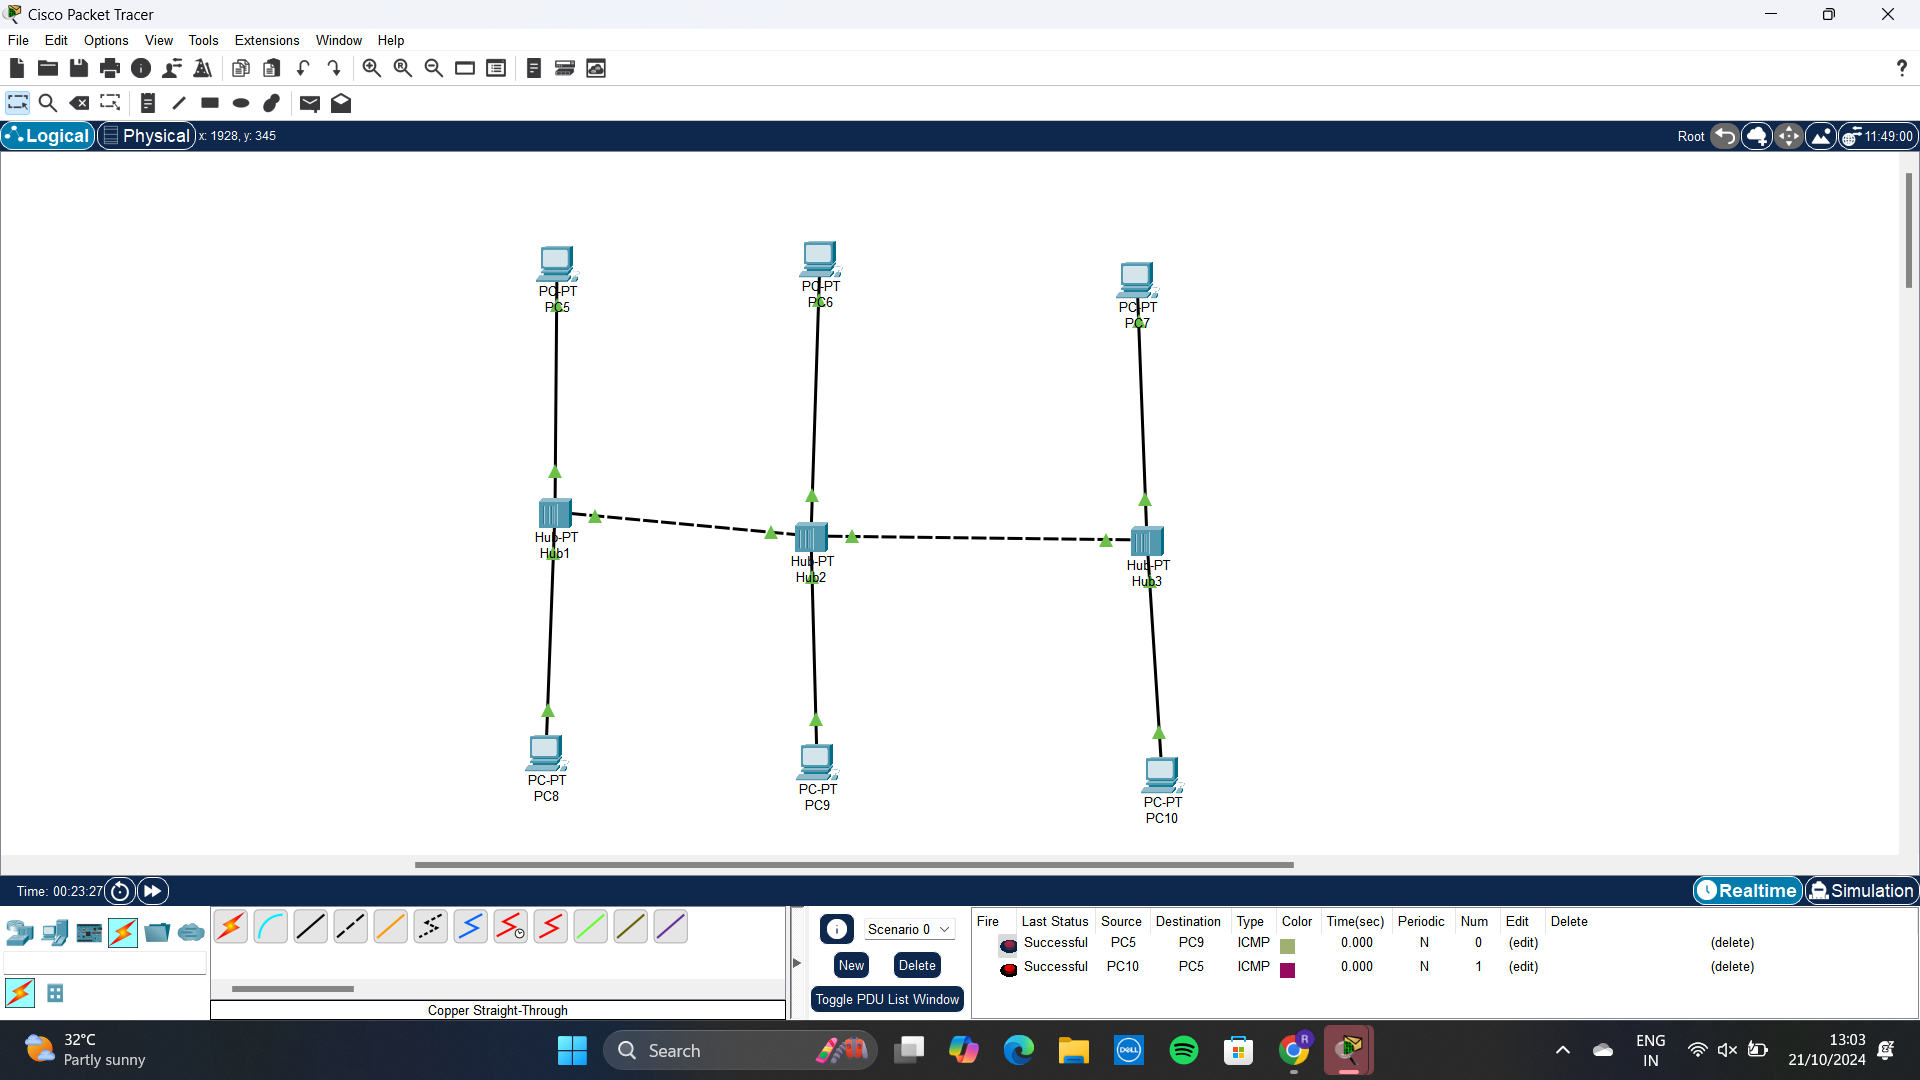 Cisco Packet Tracer
File Edit Options View Tools Extensions Window Help
?
Logical Physical x: 1928, y: 345 Root 11:49:00
PC-PT
PC5
PC-PT
PC6
PC-PT
PC7
Hub-PT
Hub1
Hub-PT
Hub2
Hub-PT
Hub3
PC-PT
PC8
PC-PT
PC9
PC-PT
PC10
Time: 00:23:27 Realtime Simulation
Scenario 0
New Delete
Toggle PDU List Window
Fire Last Status Source Destination Type Color Time(sec) Periodic Num Edit Delete
Successful PC5 PC9 ICMP 0.000 N 0 (edit) (delete)
Successful PC10 PC5 ICMP 0.000 N 1 (edit) (delete)
Copper Straight-Through
32°C
Partly sunny
Search
DELL
R
ENG
IN
13:03
21/10/2024